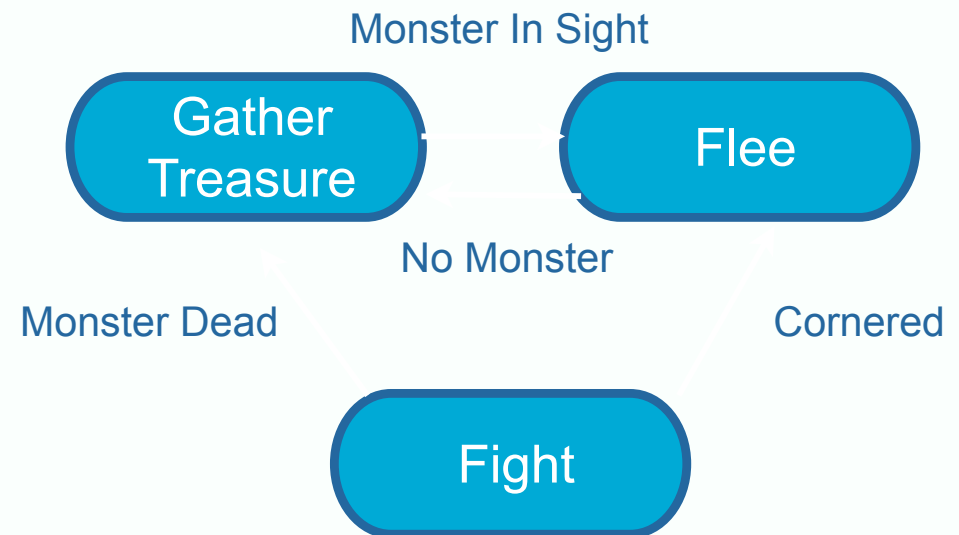 Monster In Sight
Gather
Treasure
Flee
No Monster
Monster Dead
Cornered
Fight